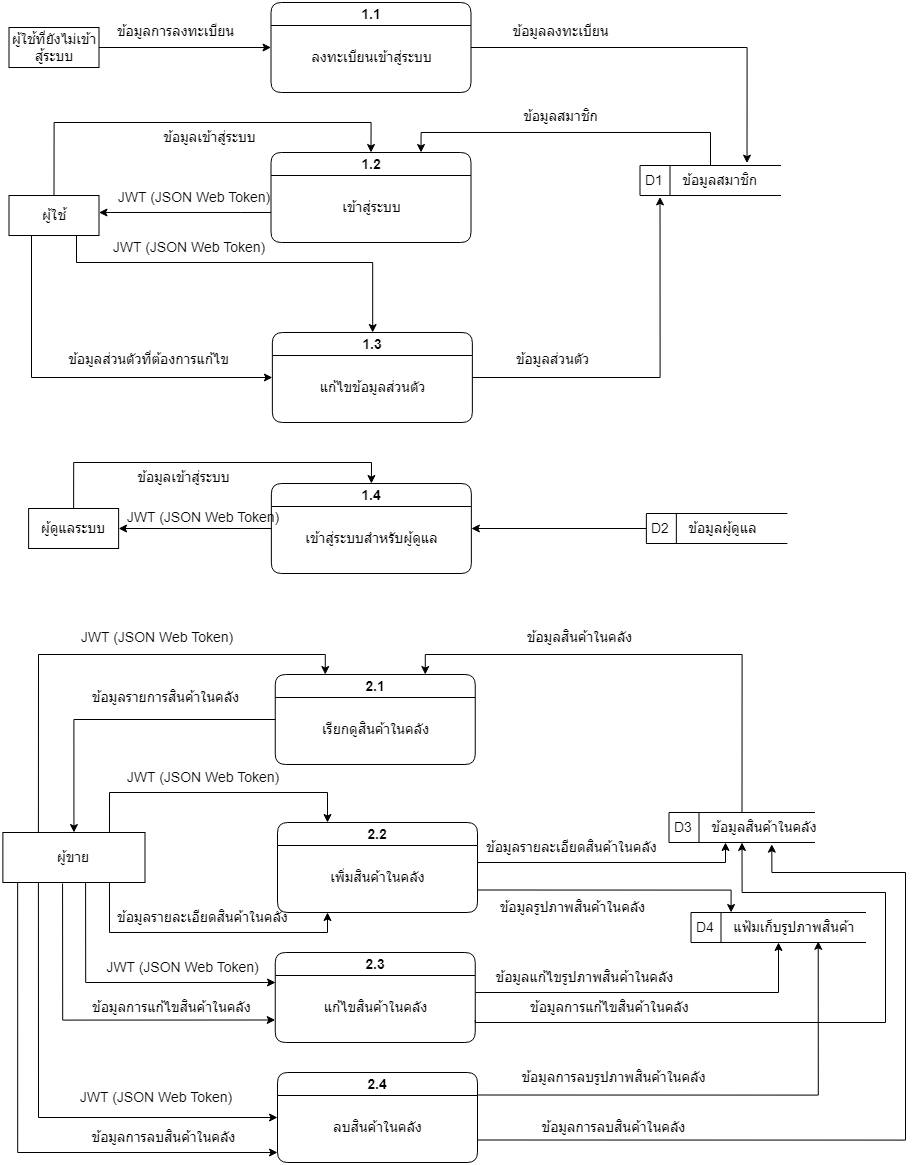 1.1
ข้อมูลการลงทะเบียน
ข้อมูลลงทะเบียน
ผู้ใช้ที่ยังไม่เข้า
สู้ระบบ
ลงทะเบียนเข้าสู่ระบบ
ข้อมูลสมาชิก
ข้อมูลเข้าสู่ระบบ
1.2
D1
ข้อมูลสมาชิก
JWT (JSON Web Token)
เข้าสู่ระบบ
ผู้ใช้
JWT (JSON Web Token)
1.3
ข้อมูลส่วนตัวที่ต้องการแก้ไข
ข้อมูลส่วนตัว
แก้ไขข้อมูลส่วนตัว
ข้อมูลเข้าสู่ระบบ
1.4
JWT (JSON Web Token)
ผู้ดูแลระบบ
เข้าสู่ระบบสำหรับผู้ดูแล
D2
ข้อมูลผู้ดูแล
JWT (JSON Web Token)
ข้อมูลสินค้าในคลัง
2.1
ข้อมูลรายการสินค้าในคลัง
เรียกดูสินค้าในคลัง
JWT (JSON Web Token)
2.2
D3
ข้อมูลสินค้าในคลัง
ข้อมูลรายละเอียดสินค้าในคลัง
ผู้ขาย
เพิ่มสินค้าในคลัง
ข้อมูลรูปภาพสินค้าในคลัง
ข้อมูลรายละเอียดสินค้าในคลัง
D4
แฟ้มเก็บรูปภาพสินค้า
2.3
JWT (JSON Web Token)
ข้อมูลแก้ไขรูปภาพสินค้าในคลัง
ข้อมูลการแก้ไขสินค้าในคลัง
แก้ไขสินค้าในคลัง
ข้อมูลการแก้ไขสินค้าในคลัง
2.4
ข้อมูลการลบรูปภาพสินค้าในคลัง
JWT (JSON Web Token)
ลบสินค้าในคลัง
ข้อมูลการลบสินค้าในคลัง
ข้อมูลการลบสินค้าในคลัง